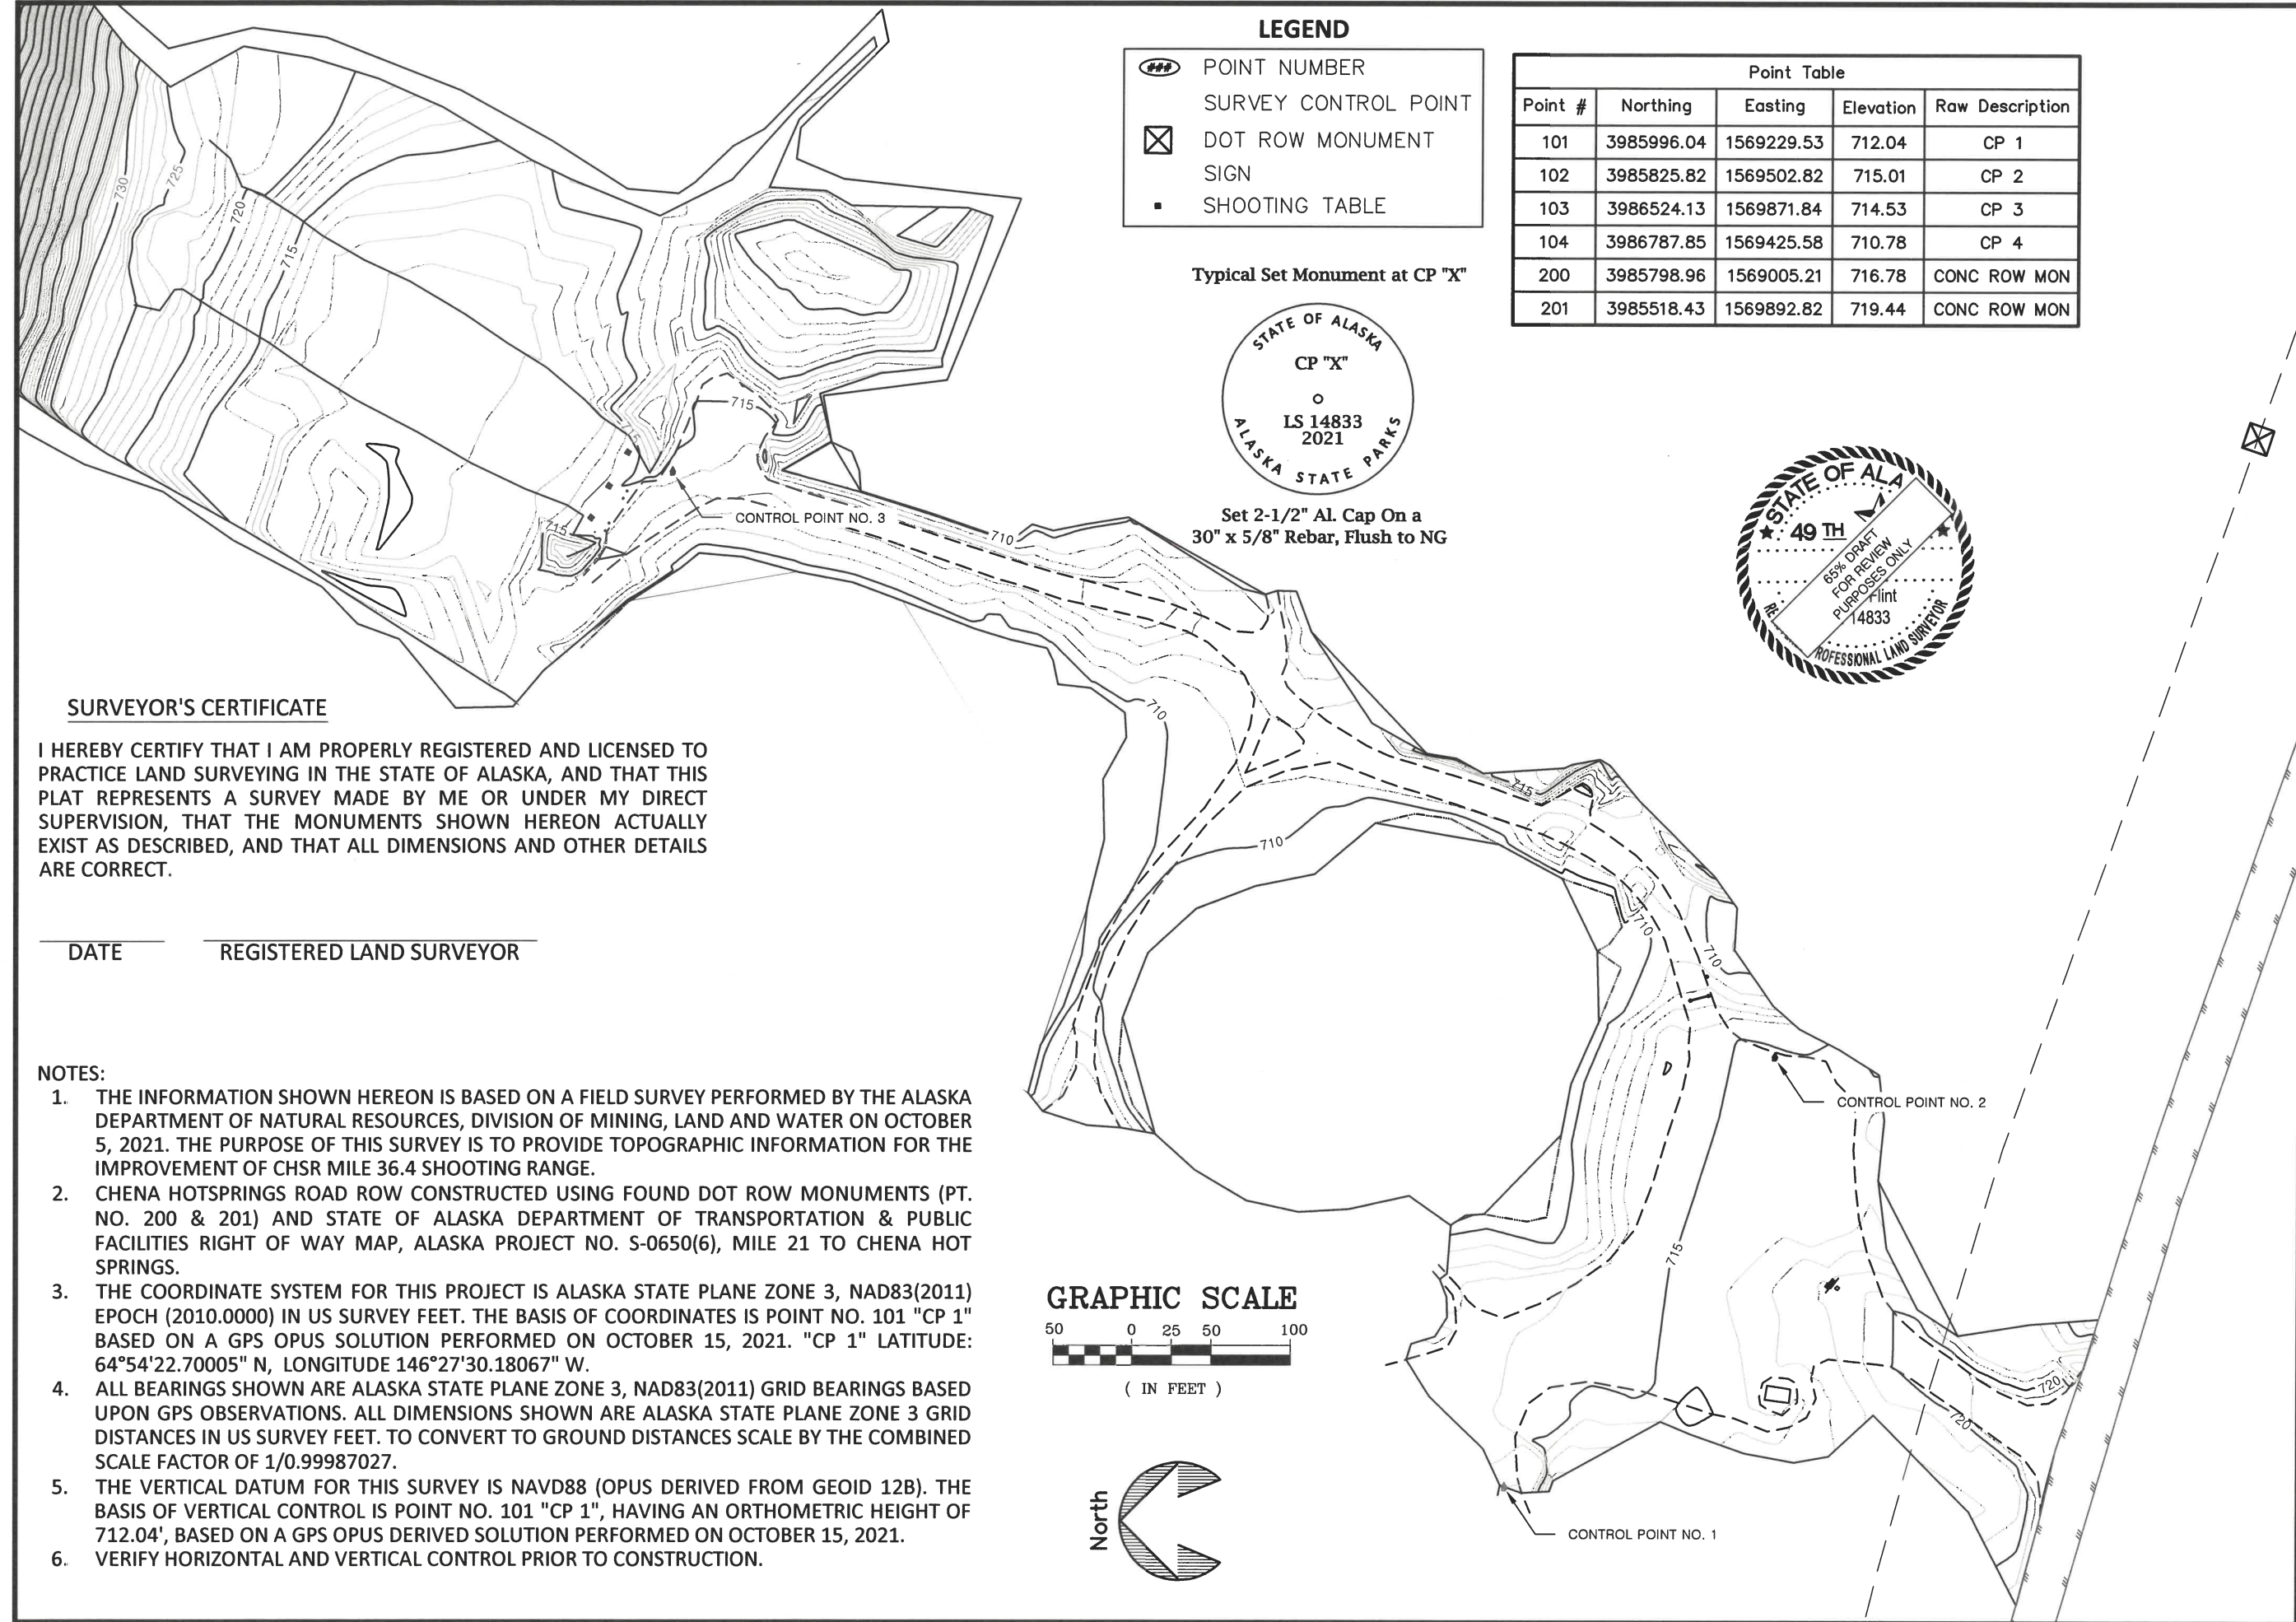 LEGEND
### POINT NUMBER
SURVEY CONTROL POINT
DOT ROW MONUMENT
SIGN
SHOOTING TABLE
Point Table
Point # Northing Easting Elevation Raw Description
101 3985996.04 1569229.53 712.04 CP 1
102 3985825.82 1569502.82 715.01 CP 2
103 3986524.13 1569871.84 714.53 CP 3
104 3986787.85 1569425.58 710.78 CP 4
200 3985798.96 1569005.21 716.78 CONC ROW MON
201 3985518.43 1569892.82 719.44 CONC ROW MON
Typical Set Monument at CP "X"
STATE OF ALASKA
CP "X"
LS 14833
2021
ALASKA STATE PARKS
Set 2-1/2" Al. Cap On a
30" x 5/8" Rebar, Flush to NG
STATE OF ALA
49 TH
65% DRAFT
FOR REVIEW
PURPOSES ONLY
Flint
14833
RE
ROFESSIONAL LAND SURVEYOR
730
725
720
715
715
715
CONTROL POINT NO. 3
710
710
715
710
710
710
CONTROL POINT NO. 2
715
720
720
CONTROL POINT NO. 1
SURVEYOR'S CERTIFICATE
I HEREBY CERTIFY THAT I AM PROPERLY REGISTERED AND LICENSED TO
PRACTICE LAND SURVEYING IN THE STATE OF ALASKA, AND THAT THIS
PLAT REPRESENTS A SURVEY MADE BY ME OR UNDER MY DIRECT
SUPERVISION, THAT THE MONUMENTS SHOWN HEREON ACTUALLY
EXIST AS DESCRIBED, AND THAT ALL DIMENSIONS AND OTHER DETAILS
ARE CORRECT.
DATE REGISTERED LAND SURVEYOR
NOTES:
1. THE INFORMATION SHOWN HEREON IS BASED ON A FIELD SURVEY PERFORMED BY THE ALASKA
DEPARTMENT OF NATURAL RESOURCES, DIVISION OF MINING, LAND AND WATER ON OCTOBER
5, 2021. THE PURPOSE OF THIS SURVEY IS TO PROVIDE TOPOGRAPHIC INFORMATION FOR THE
IMPROVEMENT OF CHSR MILE 36.4 SHOOTING RANGE.
2. CHENA HOTSPRINGS ROAD ROW CONSTRUCTED USING FOUND DOT ROW MONUMENTS (PT.
NO. 200 & 201) AND STATE OF ALASKA DEPARTMENT OF TRANSPORTATION & PUBLIC
FACILITIES RIGHT OF WAY MAP, ALASKA PROJECT NO. S-0650(6), MILE 21 TO CHENA HOT
SPRINGS.
3. THE COORDINATE SYSTEM FOR THIS PROJECT IS ALASKA STATE PLANE ZONE 3, NAD83(2011)
EPOCH (2010.0000) IN US SURVEY FEET. THE BASIS OF COORDINATES IS POINT NO. 101 "CP 1"
BASED ON A GPS OPUS SOLUTION PERFORMED ON OCTOBER 15, 2021. "CP 1" LATITUDE:
64°54'22.70005" N, LONGITUDE 146°27'30.18067" W.
4. ALL BEARINGS SHOWN ARE ALASKA STATE PLANE ZONE 3, NAD83(2011) GRID BEARINGS BASED
UPON GPS OBSERVATIONS. ALL DIMENSIONS SHOWN ARE ALASKA STATE PLANE ZONE 3 GRID
DISTANCES IN US SURVEY FEET. TO CONVERT TO GROUND DISTANCES SCALE BY THE COMBINED
SCALE FACTOR OF 1/0.99987027.
5. THE VERTICAL DATUM FOR THIS SURVEY IS NAVD88 (OPUS DERIVED FROM GEOID 12B). THE
BASIS OF VERTICAL CONTROL IS POINT NO. 101 "CP 1", HAVING AN ORTHOMETRIC HEIGHT OF
712.04', BASED ON A GPS OPUS DERIVED SOLUTION PERFORMED ON OCTOBER 15, 2021.
6. VERIFY HORIZONTAL AND VERTICAL CONTROL PRIOR TO CONSTRUCTION.
GRAPHIC SCALE
50 0 25 50 100
( IN FEET )
North